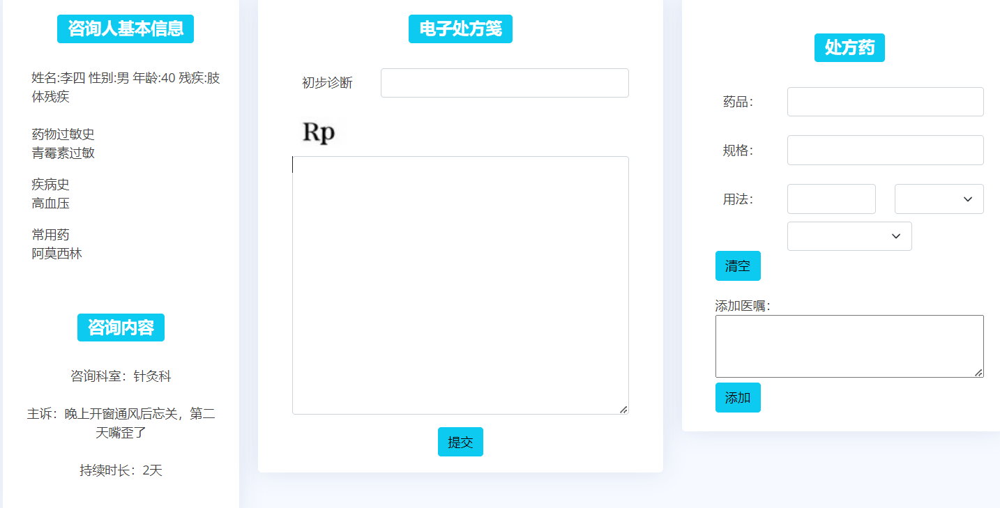 咨询人基本信息
姓名:李四 性别:男 年龄:40 残疾:肢
体残疾
药物过敏史
青霉素过敏
疾病史
高血压
常用药
阿莫西林
咨询内容
咨询科室：针灸科
主诉：晚上开窗通风后忘关，第二
天嘴歪了
持续时长：2天
电子处方笺
初步诊断
Rp
提交
处方药
药品：
规格：
用法：
清空
添加医嘱：
添加